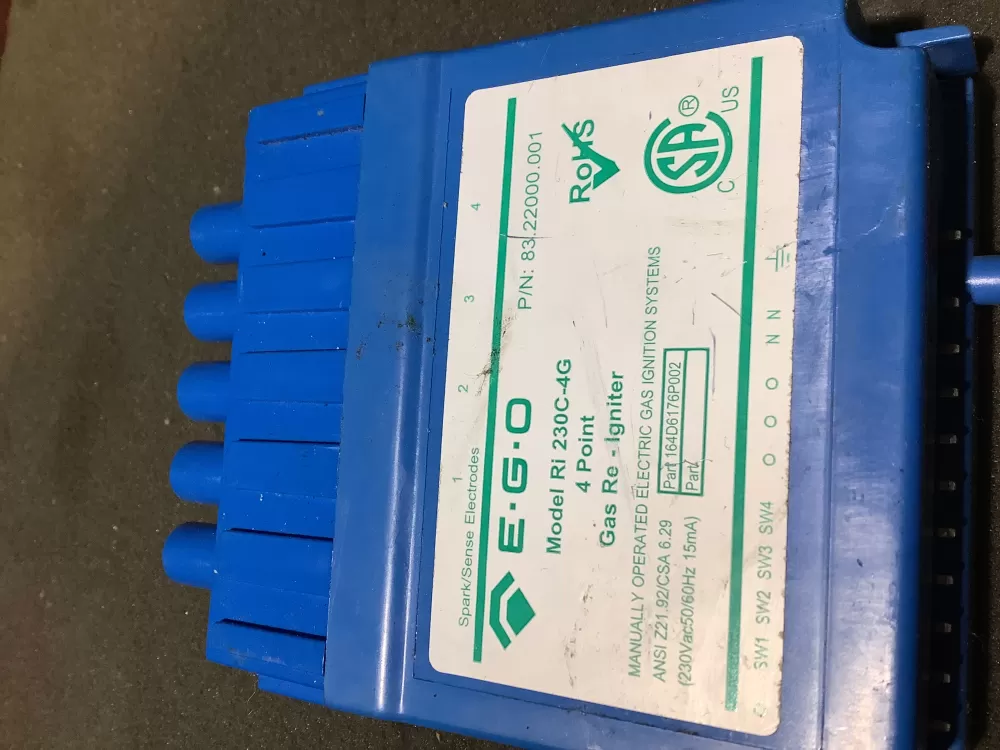 Spark/Sense Electrodes 1 2 3 4
E·G·O
P/N: 83.22000.001
Model Ri 230C-4G
4 Point
Gas Re - Igniter
RoHS
MANUALLY OPERATED ELECTRIC GAS IGNITION SYSTEMS
ANSI Z21.92/CSA 6.29
(230Vac50/60Hz 15mA)
Part 164D6176P002
Part
SA ®
C US
SW1 SW2 SW3 SW4 O O O N N